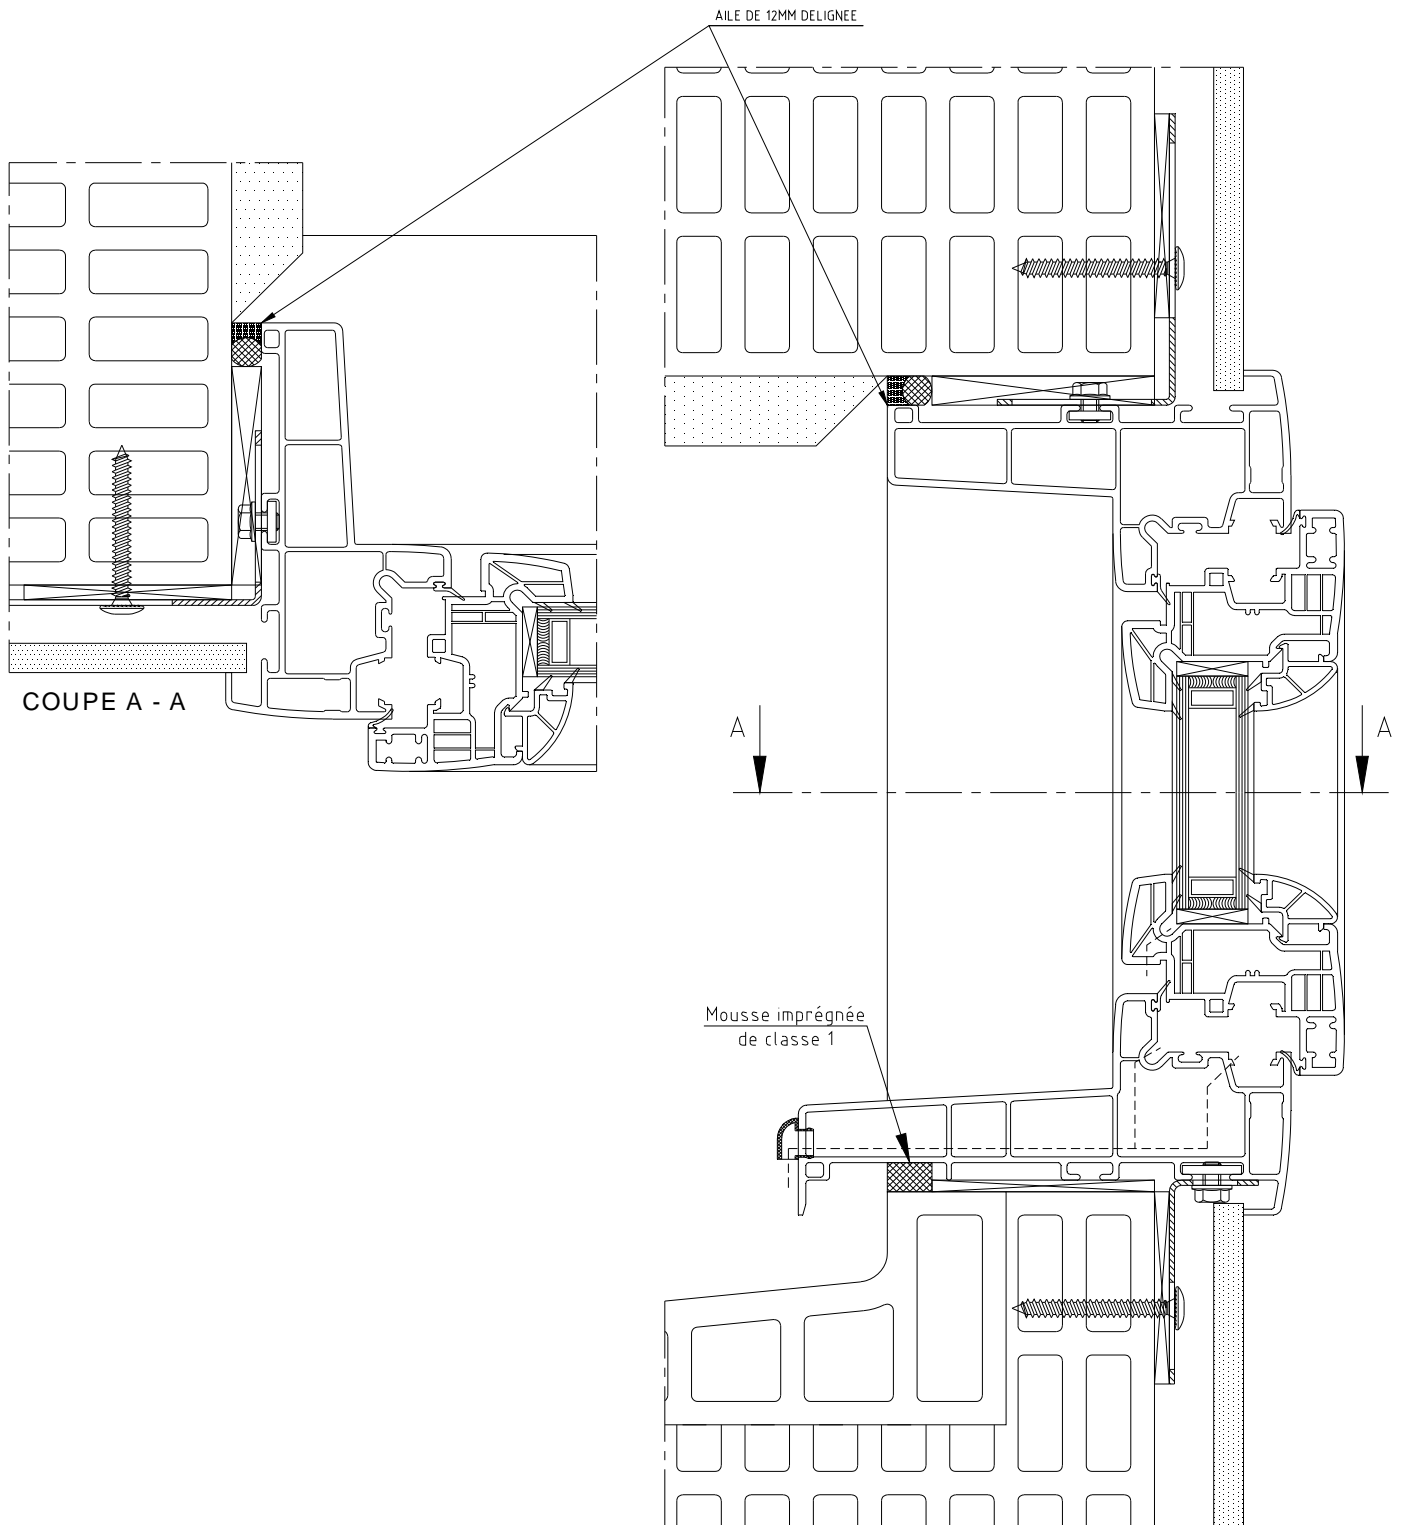 AILE DE 12MM DELIGNEE
COUPE A - A
A
A
Mousse imprégnée
de classe 1